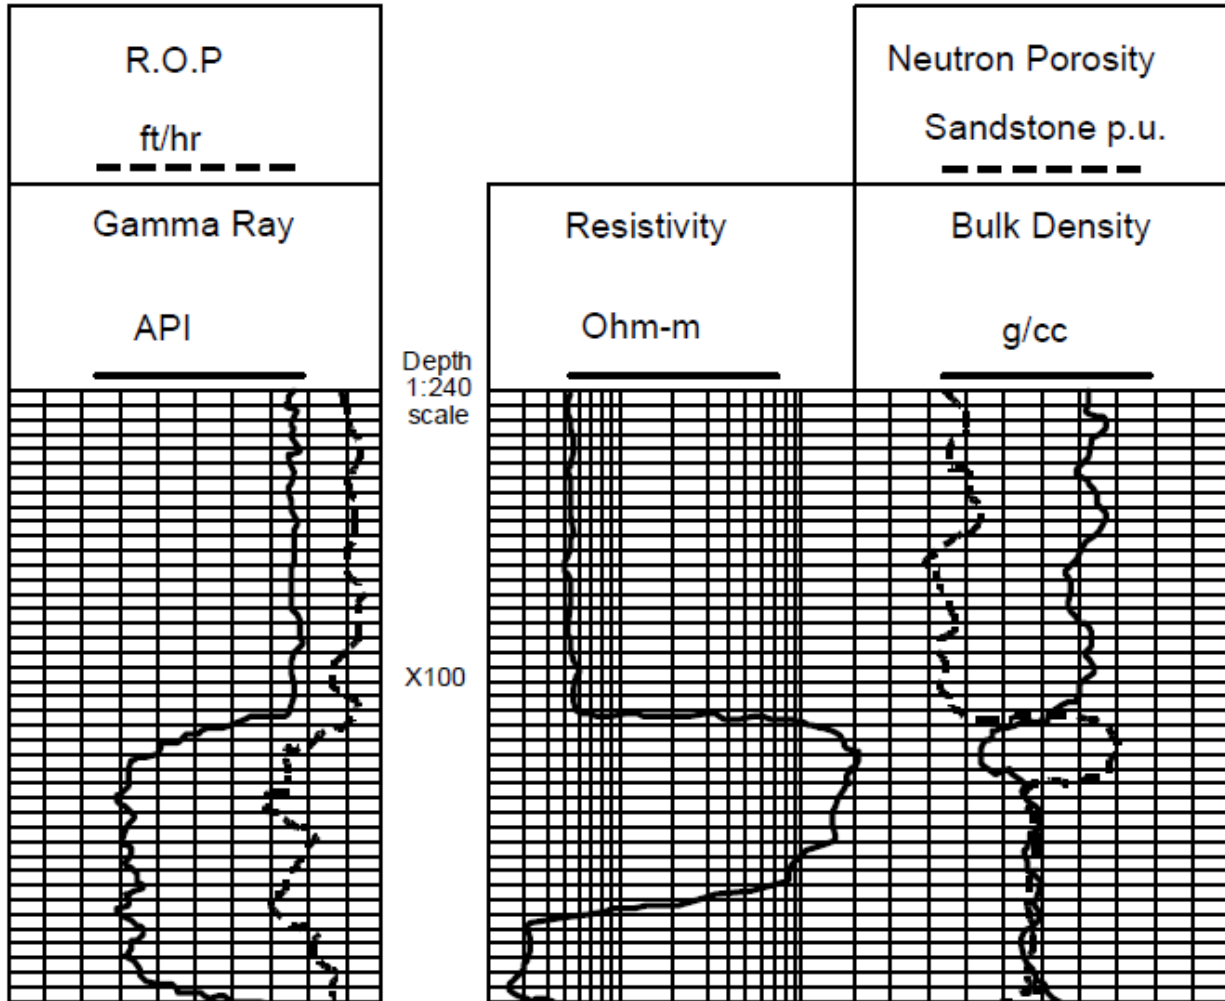 R.O.P
ft/hr
Neutron Porosity
Sandstone p.u.
Gamma Ray
API
Resistivity
Ohm-m
Bulk Density
g/cc
Depth
1:240
scale
X100